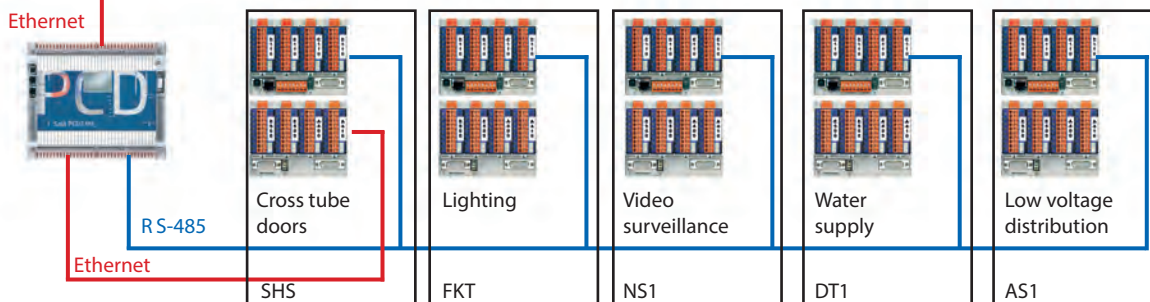 Ethernet
PCD
Cross tube
doors
Lighting
Video
surveillance
Water
supply
Low voltage
distribution
RS-485
Ethernet
SHS
FKT
NS1
DT1
AS1